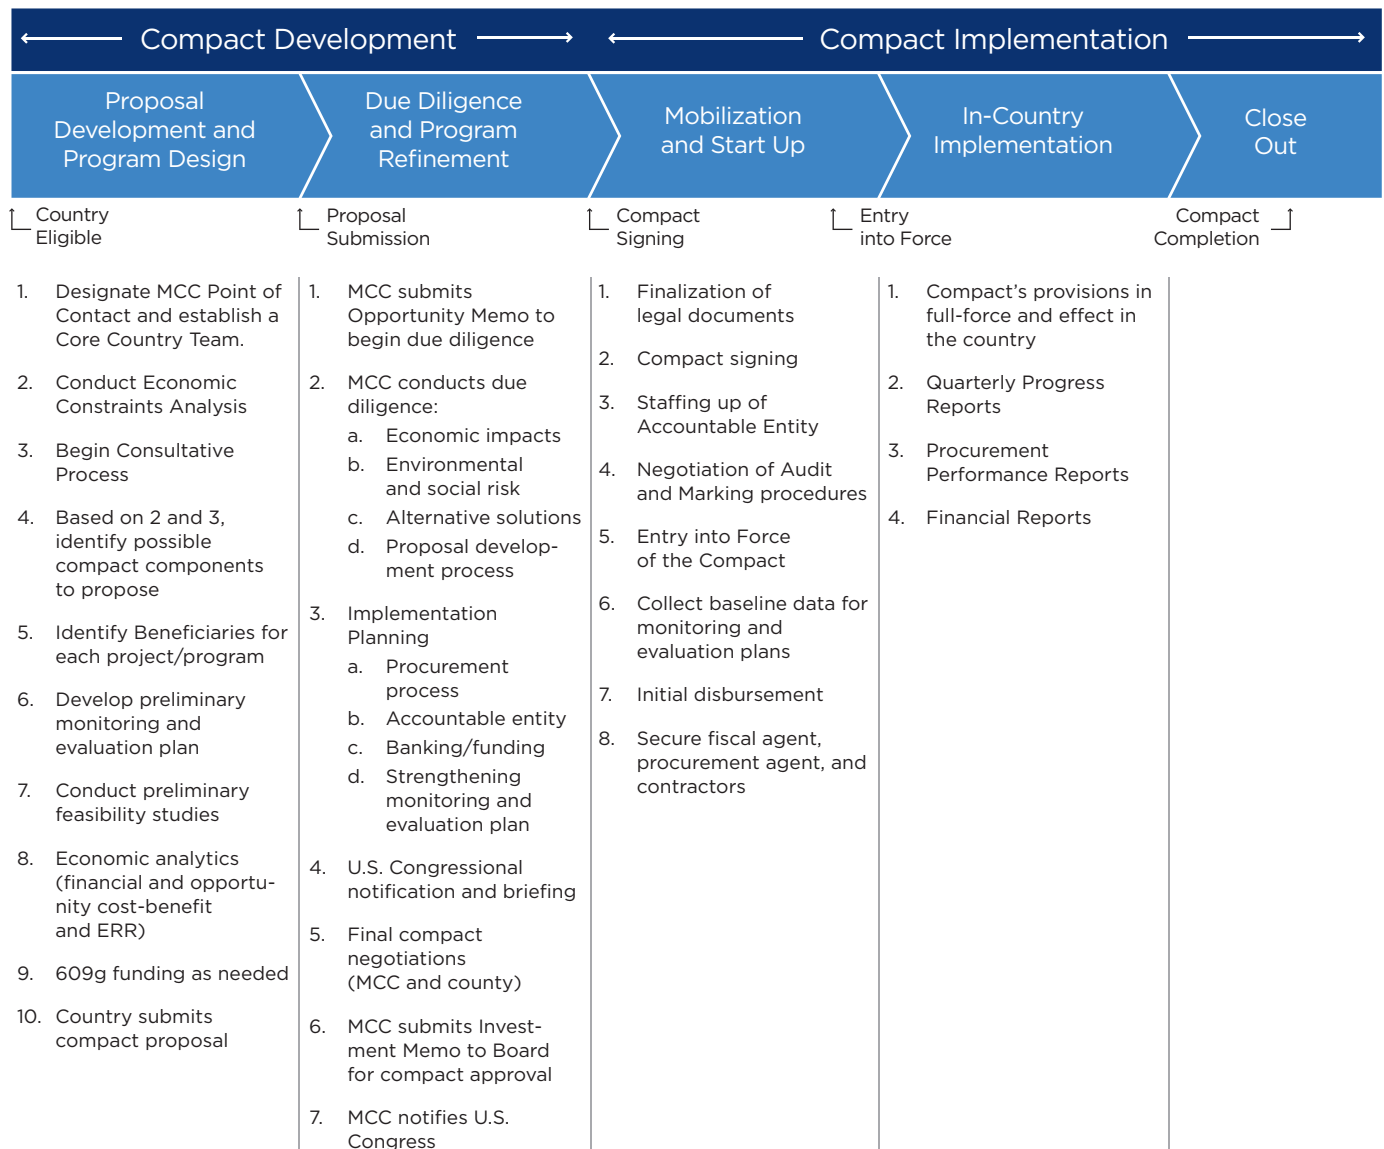 Compact Development
Compact Implementation
Proposal
Development and
Program Design
Due Diligence
and Program
Refinement
Mobilization
and Start Up
In-Country
Implementation
Close
Out
Country
Eligible
Proposal
Submission
Compact
Signing
Entry
into Force
Compact
Completion
1. Designate MCC Point of
Contact and establish a
Core Country Team.
2. Conduct Economic
Constraints Analysis
3. Begin Consultative
Process
4. Based on 2 and 3,
identify possible
compact components
to propose
5. Identify Beneficiaries for
each project/program
6. Develop preliminary
monitoring and
evaluation plan
7. Conduct preliminary
feasibility studies
8. Economic analytics
(financial and opportu-
nity cost-benefit
and ERR)
9. 609g funding as needed
10. Country submits
compact proposal
1. MCC submits
Opportunity Memo to
begin due diligence
2. MCC conducts due
diligence:
a. Economic impacts
b. Environmental
and social risk
c. Alternative solutions
d. Proposal develop-
ment process
3. Implementation
Planning
a. Procurement
process
b. Accountable entity
c. Banking/funding
d. Strengthening
monitoring and
evaluation plan
4. U.S. Congressional
notification and briefing
5. Final compact
negotiations
(MCC and county)
6. MCC submits Invest-
ment Memo to Board
for compact approval
7. MCC notifies U.S.
Congress
1. Finalization of
legal documents
2. Compact signing
3. Staffing up of
Accountable Entity
4. Negotiation of Audit
and Marking procedures
5. Entry into Force
of the Compact
6. Collect baseline data for
monitoring and
evaluation plans
7. Initial disbursement
8. Secure fiscal agent,
procurement agent, and
contractors
1. Compact’s provisions in
full-force and effect in
the country
2. Quarterly Progress
Reports
3. Procurement
Performance Reports
4. Financial Reports